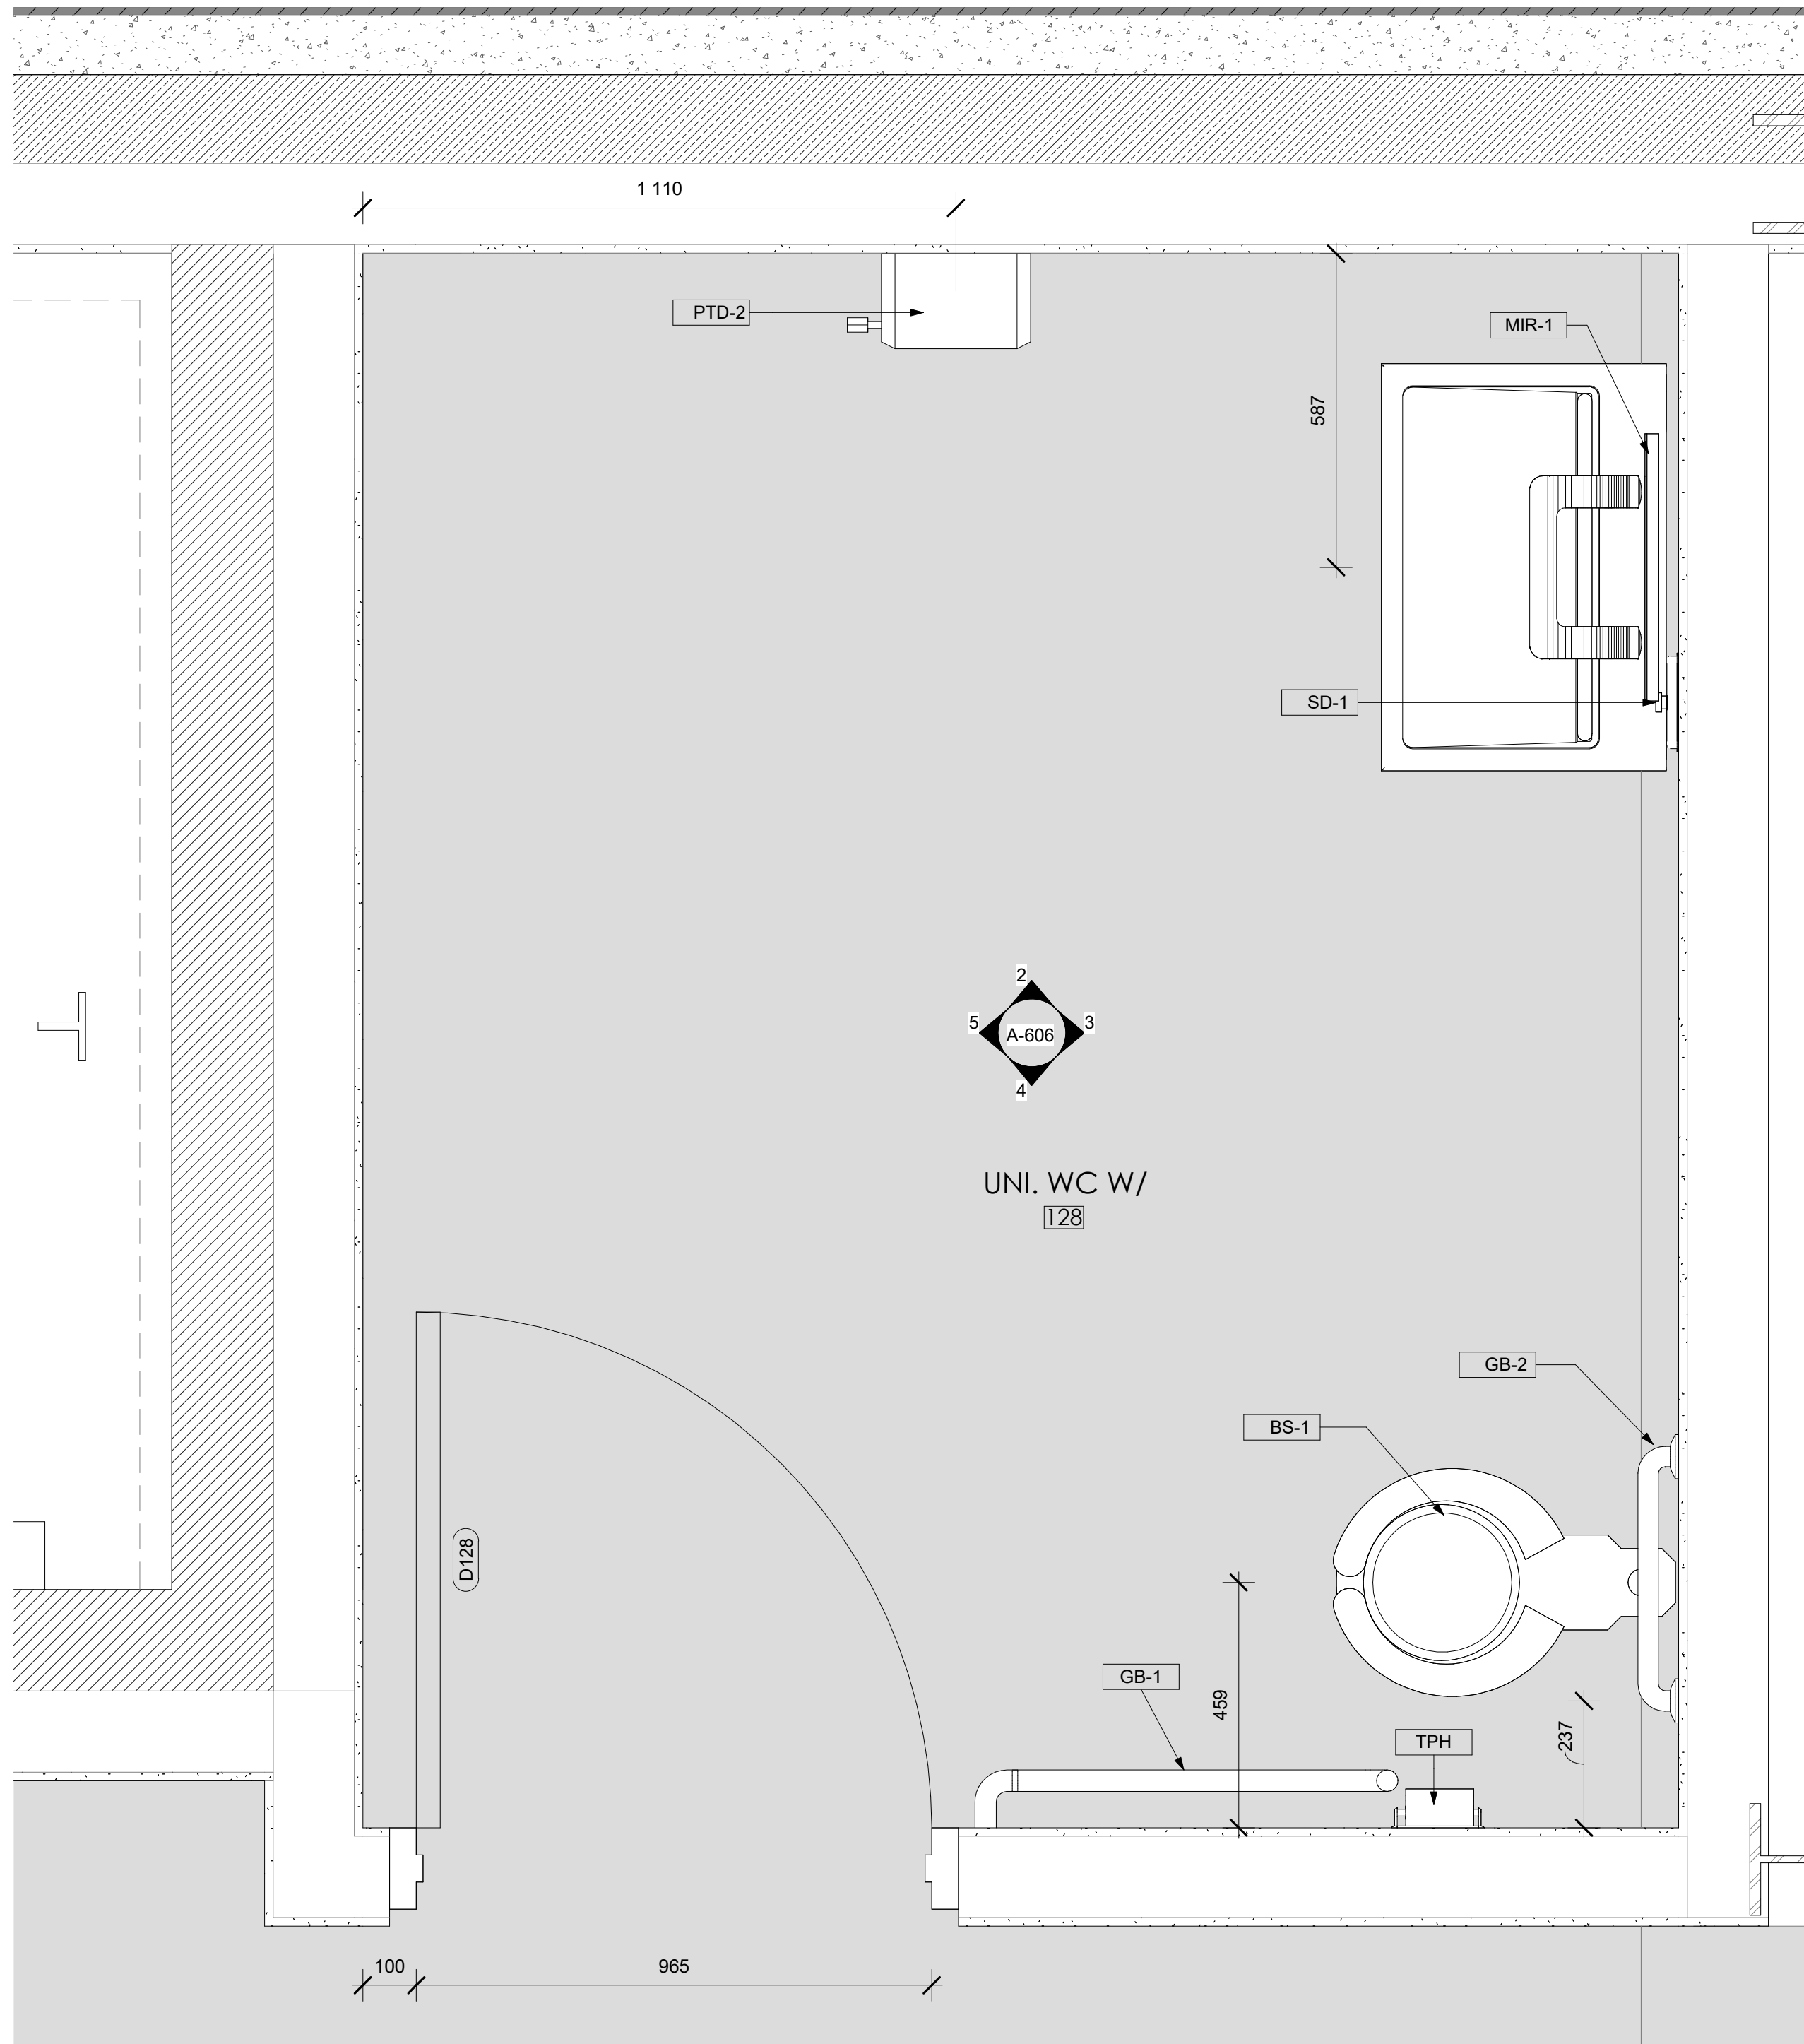 1 110
PTD-2
MIR-1
587
SD-1
2
5
3
A-606
4
UNI. WC W/
128
GB-2
BS-1
D128
GB-1
459
TPH
237
100
965